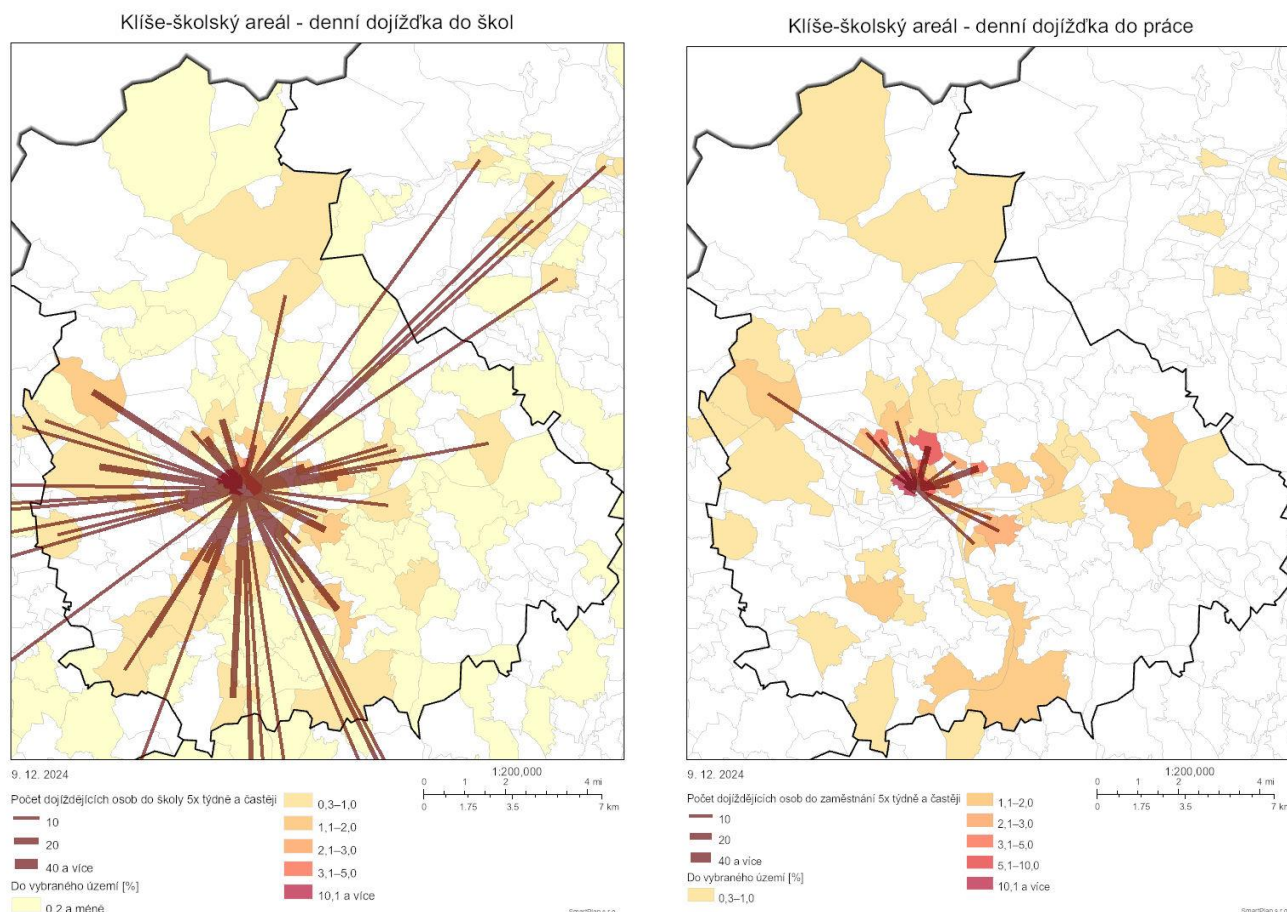 Klíše-školský areál - denní dojížďka do škol
9. 12. 2024
1:200,000
0 1 2 4 mi
0 1.75 3.5 7 km
Počet dojíždějících osob do školy 5x týdně a častěji
10
20
40 a více
Do vybraného území [%]
0,2 a méně
0,3–1,0
1,1–2,0
2,1–3,0
3,1–5,0
10,1 a více
SmartPlan s.r.o.
Klíše-školský areál - denní dojížďka do práce
9. 12. 2024
1:200,000
0 1 2 4 mi
0 1.75 3.5 7 km
Počet dojíždějících osob do zaměstnání 5x týdně a častěji
10
20
40 a více
Do vybraného území [%]
0,3–1,0
1,1–2,0
2,1–3,0
3,1–5,0
5,1–10,0
10,1 a více
SmartPlan s.r.o.